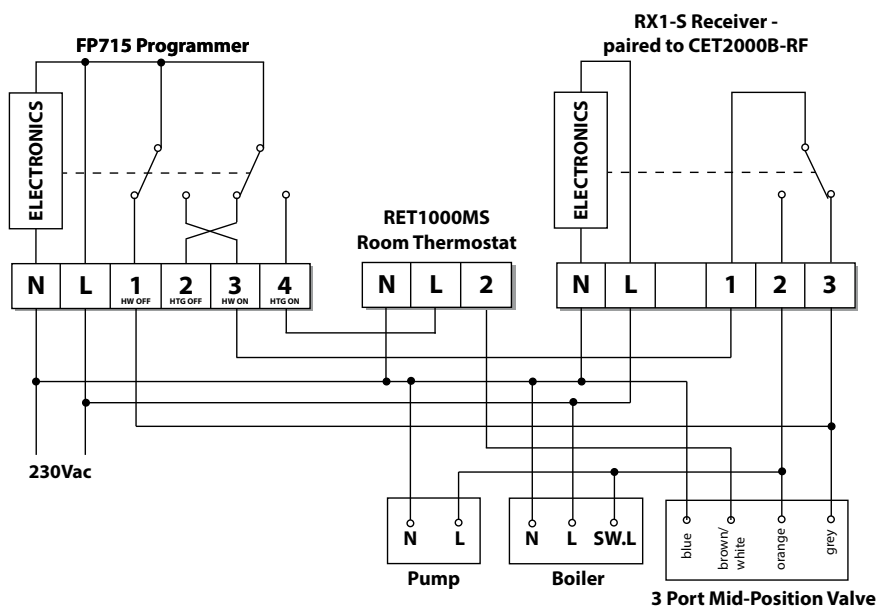 FP715 Programmer
RX1-S Receiver -
paired to CET2000B-RF
ELECTRONICS
ELECTRONICS
RET1000MS
Room Thermostat
N L 1 2 3 4
HW OFF HTG OFF HW ON HTG ON
N L 2
N L 1 2 3
230Vac
N L
Pump
N L SW.L
Boiler
blue
brown/
white
orange
grey
3 Port Mid-Position Valve